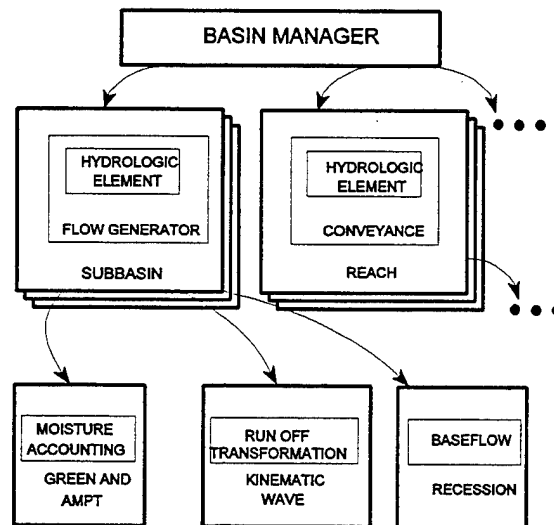 BASIN MANAGER
HYDROLOGIC
ELEMENT
FLOW GENERATOR
SUBBASIN
HYDROLOGIC
ELEMENT
CONVEYANCE
REACH
MOISTURE
ACCOUNTING
GREEN AND
AMPT
RUN OFF
TRANSFORMATION
KINEMATIC
WAVE
BASEFLOW
RECESSION